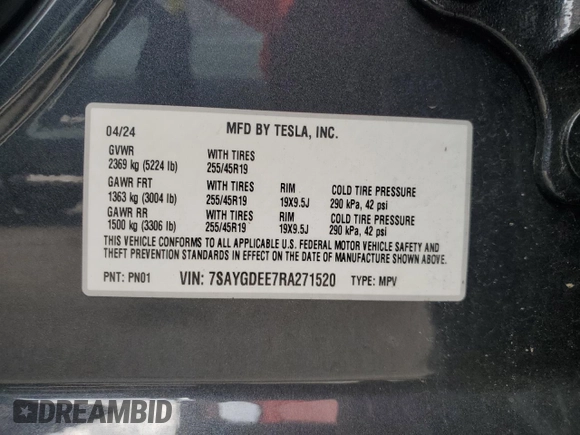 04/24 MFD BY TESLA, INC.
GVWR WITH TIRES
2369 kg (5224 lb) 255/45R19
GAWR FRT WITH TIRES RIM COLD TIRE PRESSURE
1363 kg (3004 lb) 255/45R19 19X9.5J 290 kPa, 42 psi
GAWR RR WITH TIRES RIM COLD TIRE PRESSURE
1500 kg (3306 lb) 255/45R19 19X9.5J 290 kPa, 42 psi
THIS VEHICLE CONFORMS TO ALL APPLICABLE U.S. FEDERAL MOTOR VEHICLE SAFETY AND
THEFT PREVENTION STANDARDS IN EFFECT ON THE DATE OF MANUFACTURE SHOWN ABOVE.
PNT: PN01 VIN: 7SAYGDEE7RA271520 TYPE: MPV
DREAMBID